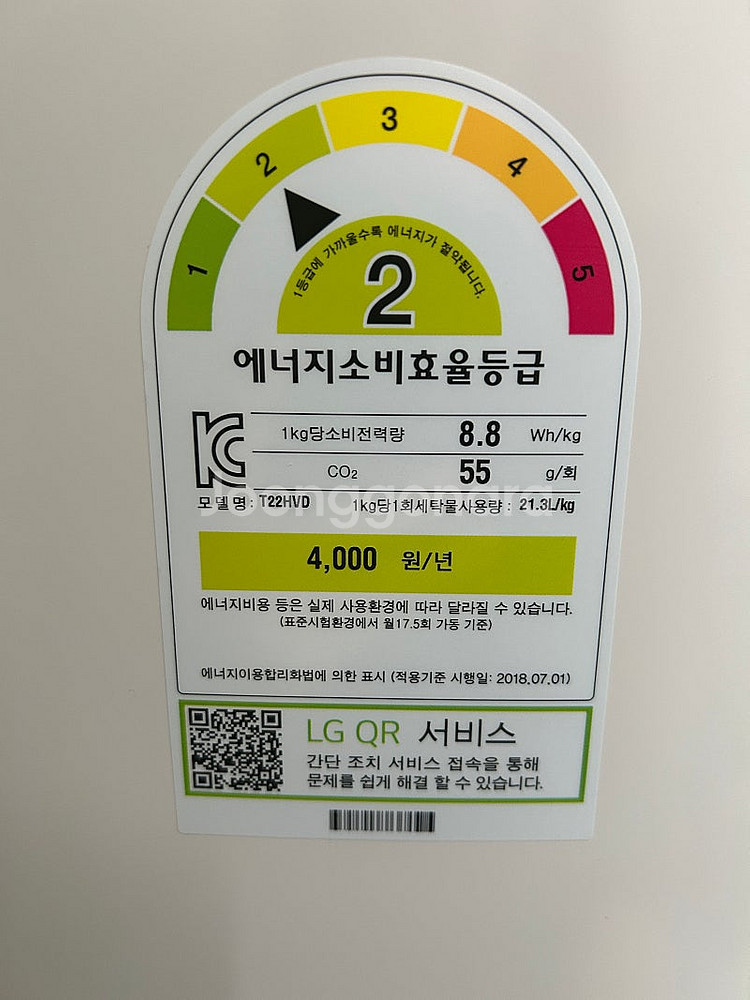 1
2
3
4
5
1등급에 가까울수록 에너지가 절약됩니다.
2
에너지소비효율등급
1kg당소비전력량 8.8 Wh/kg
CO₂ 55 g/회
모델명 : T22HVD 1kg당1회세탁물사용량 : 21.3L/kg
Joonggonara
4,000 원/년
에너지비용 등은 실제 사용환경에 따라 달라질 수 있습니다.
(표준시험환경에서 월17.5회 가동 기준)
에너지이용합리화법에 의한 표시 (적용기준 시행일: 2018.07.01)
LG QR 서비스
간단 조치 서비스 접속을 통해
문제를 쉽게 해결 할 수 있습니다.